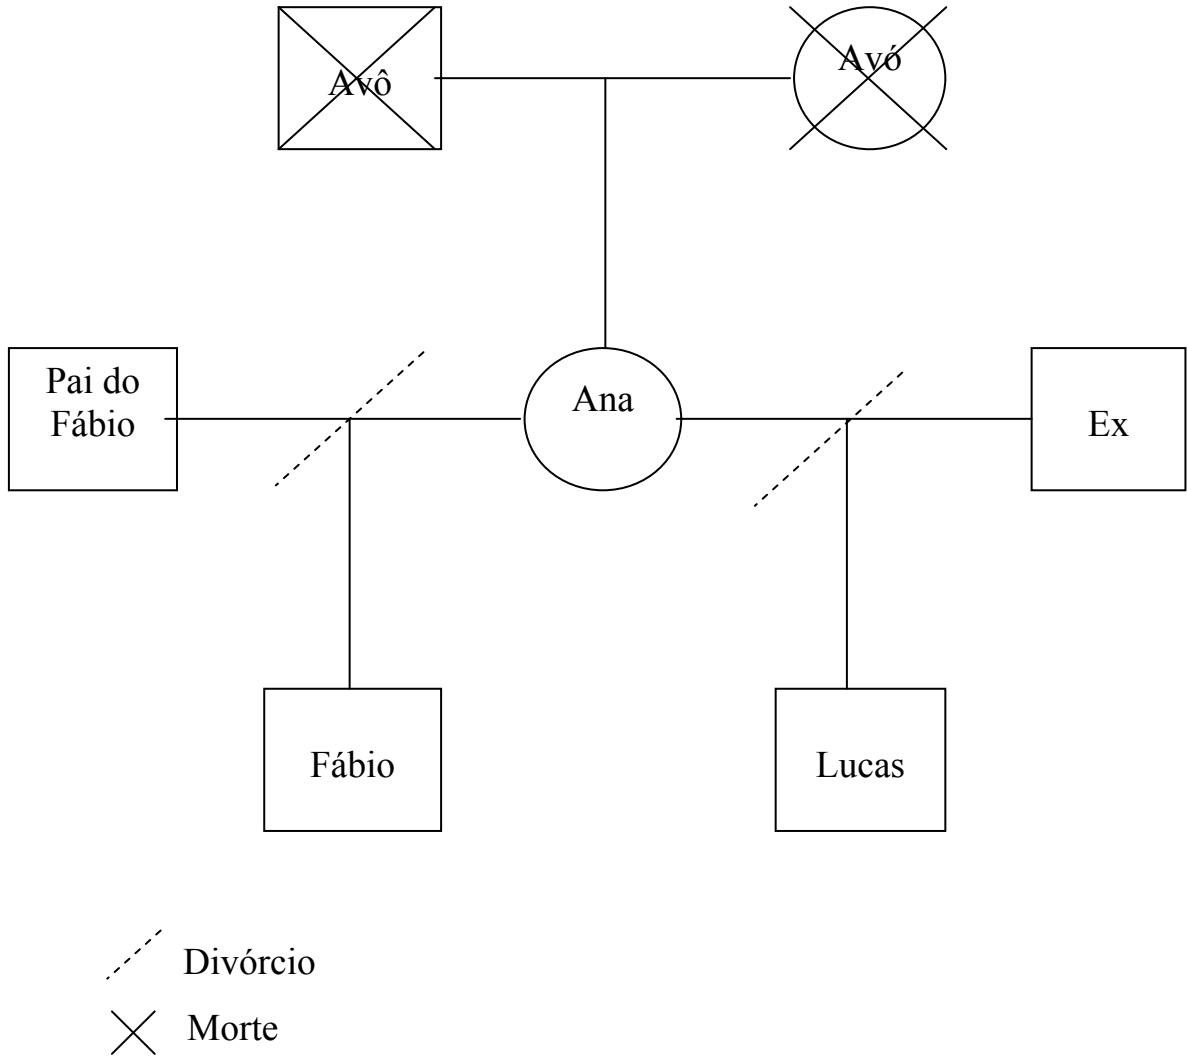 Avô
Avó
Pai do
Fábio
Ana
Ex
Fábio
Lucas
Divórcio
Morte